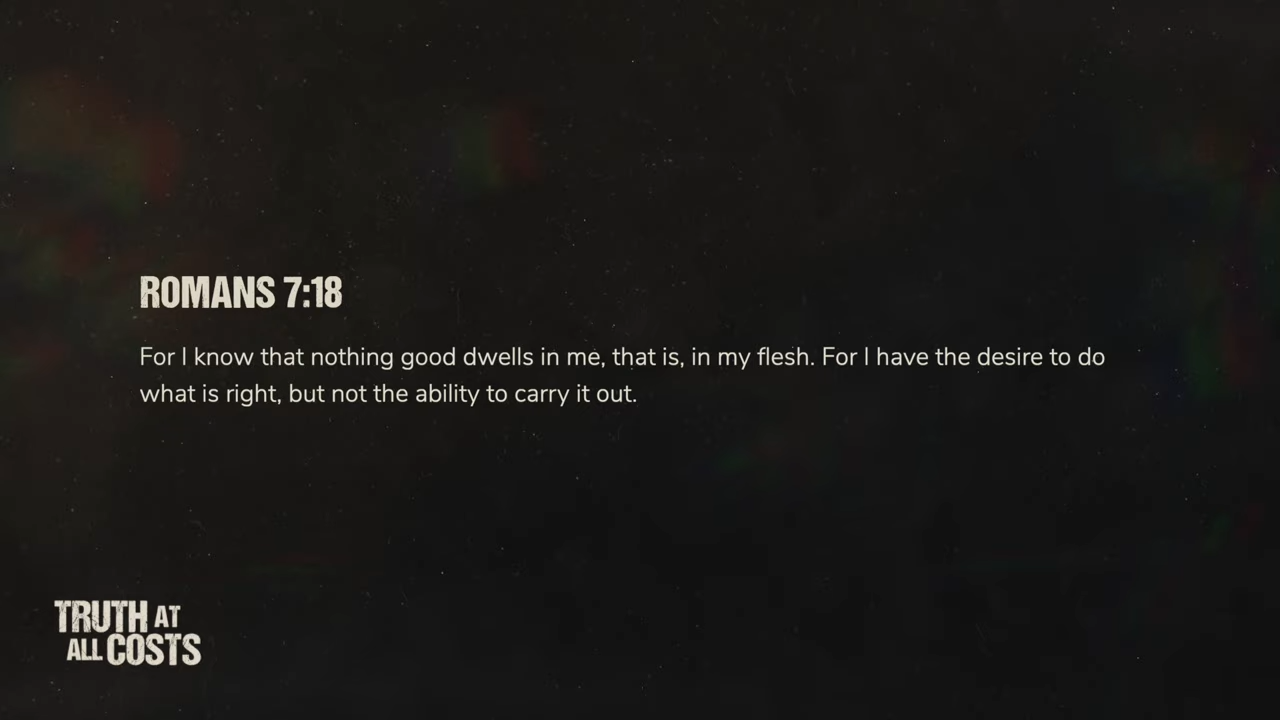 ROMANS 7:18
For I know that nothing good dwells in me, that is, in my flesh. For I have the desire to do
what is right, but not the ability to carry it out.
TRUTH AT
ALL COSTS